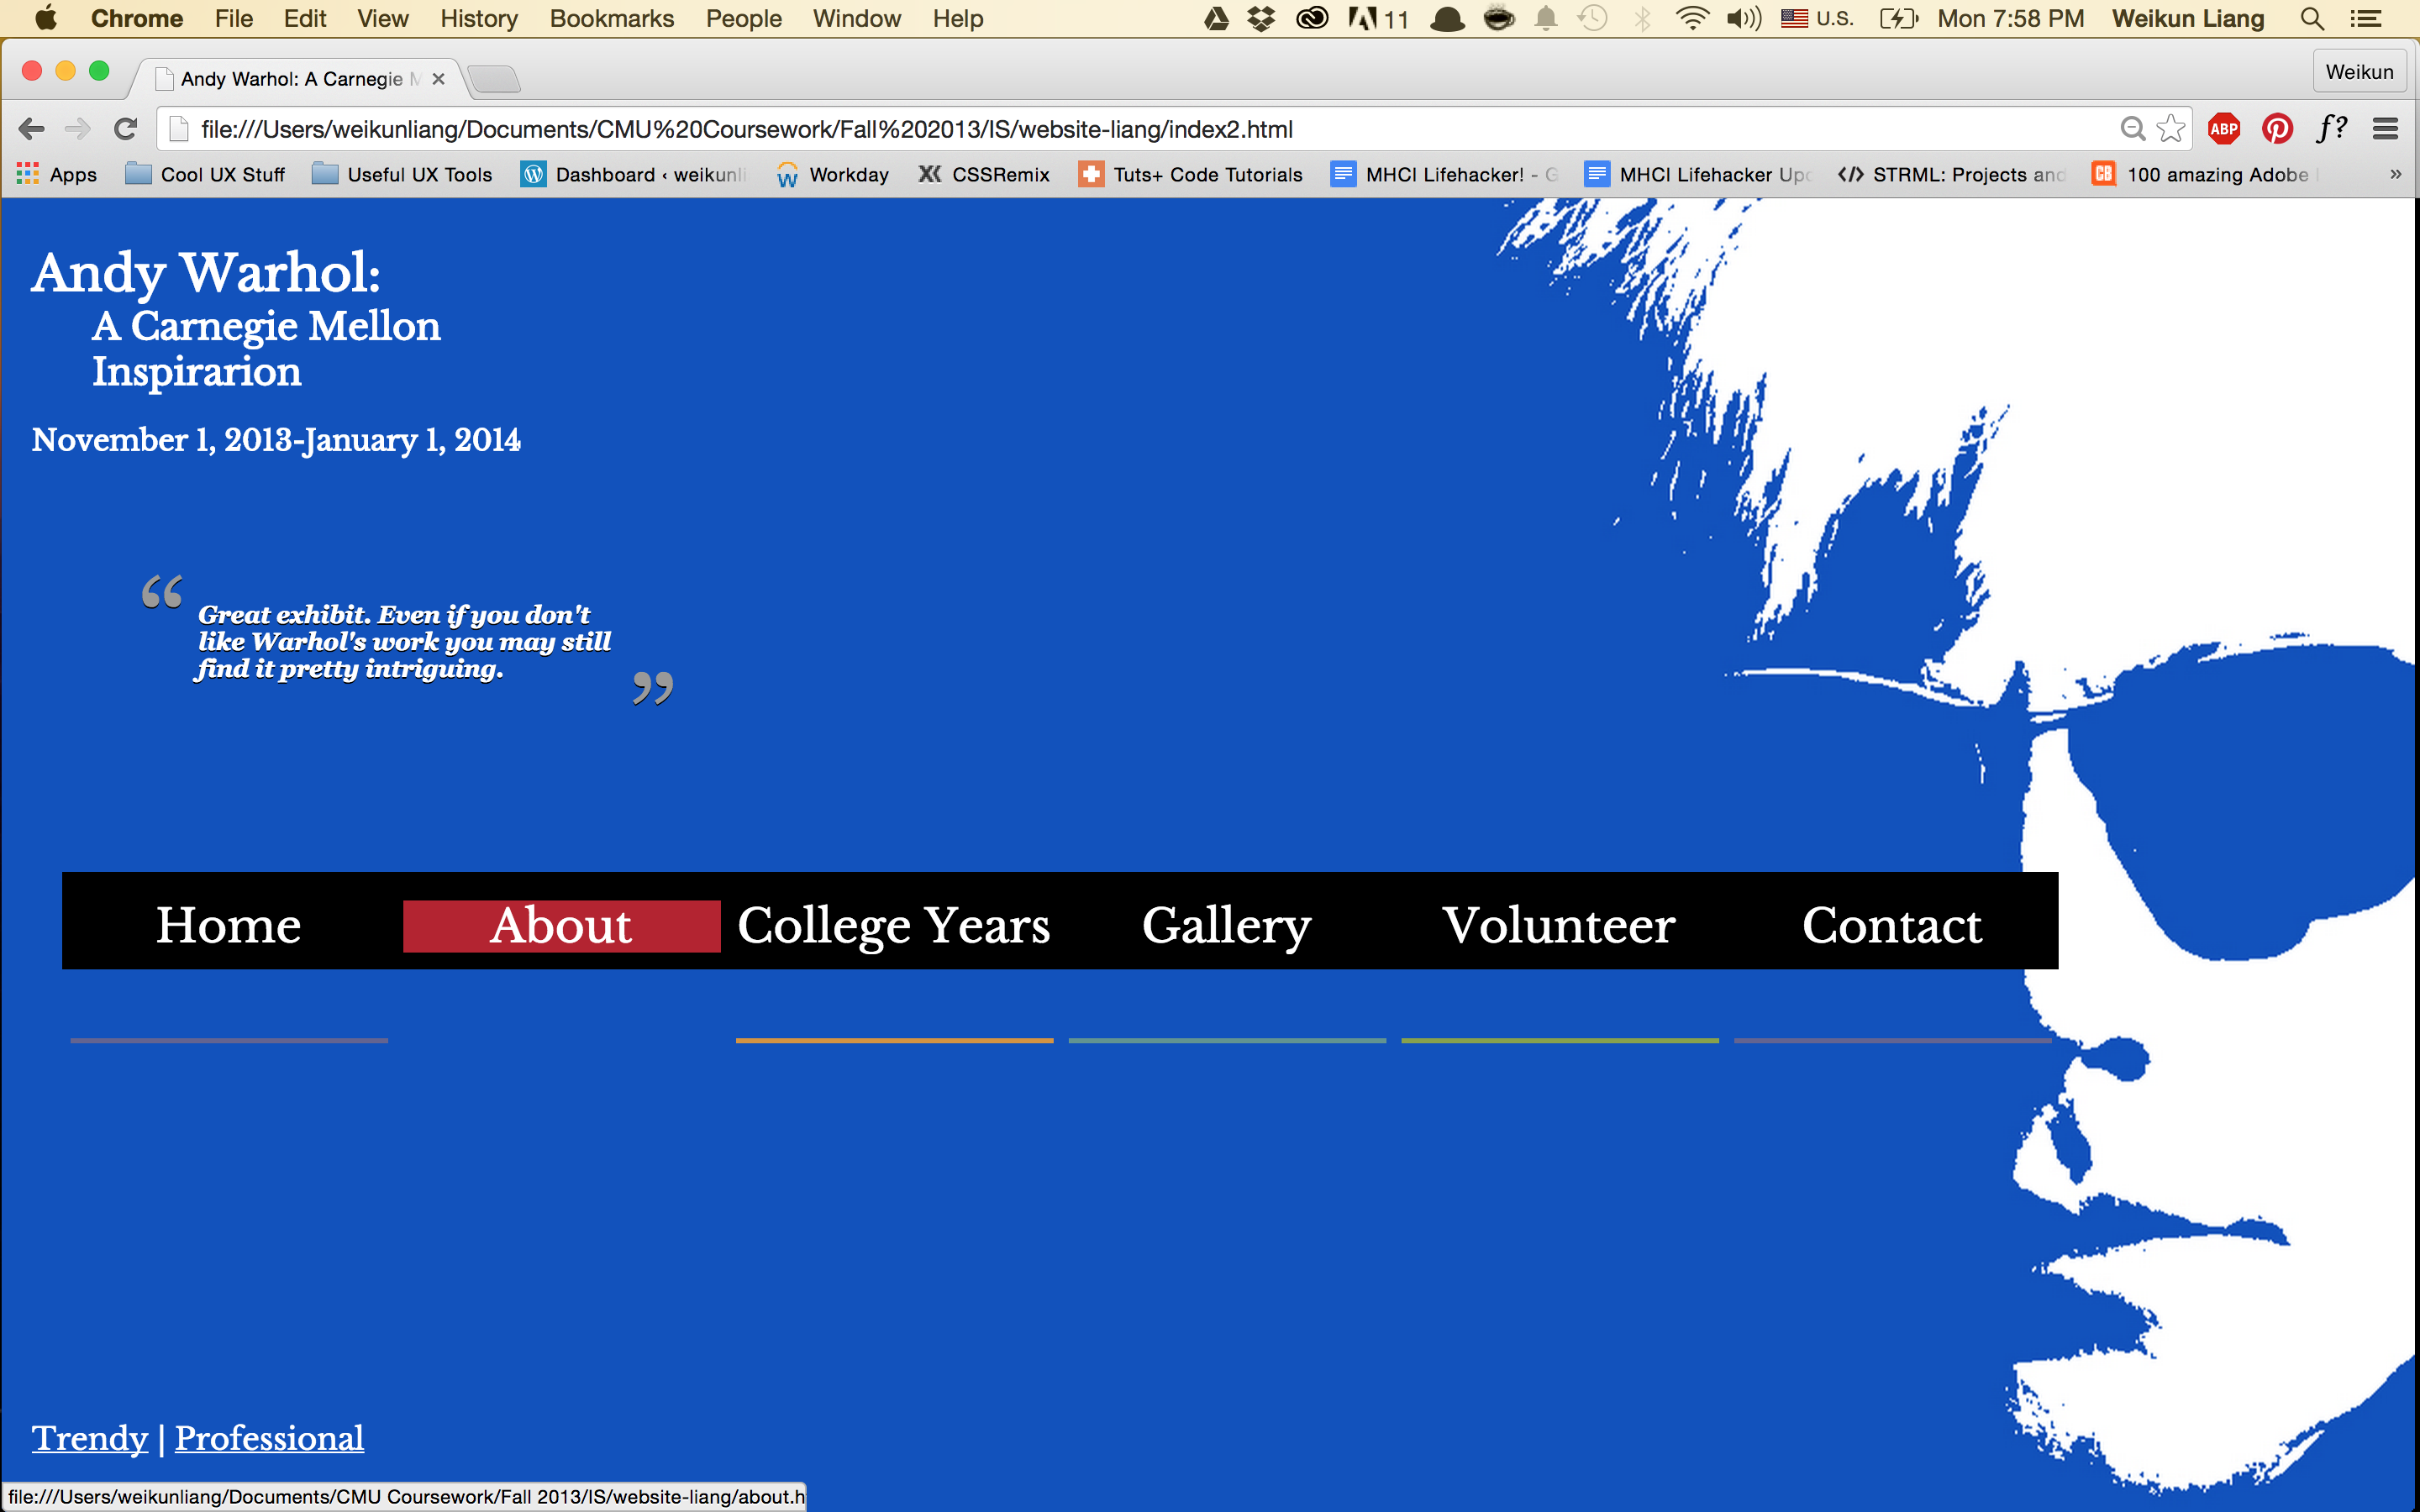 Chrome File Edit View History Bookmarks People Window Help 11 U.S. Mon 7:58 PM Weikun Liang
Andy Warhol: A Carnegie M Weikun
file:///Users/weikunliang/Documents/CMU%20Coursework/Fall%202013/IS/website-liang/index2.html ABP f?
Apps Cool UX Stuff Useful UX Tools Dashboard ‹ weikunli Workday CSSRemix Tuts+ Code Tutorials MHCI Lifehacker! - G MHCI Lifehacker Upd </> STRML: Projects and CB 100 amazing Adobe »
Andy Warhol:
A Carnegie Mellon
Inspirarion
November 1, 2013-January 1, 2014
“ Great exhibit. Even if you don't
like Warhol's work you may still
find it pretty intriguing. ”
Home About College Years Gallery Volunteer Contact
Trendy | Professional
file:///Users/weikunliang/Documents/CMU Coursework/Fall 2013/IS/website-liang/about.h